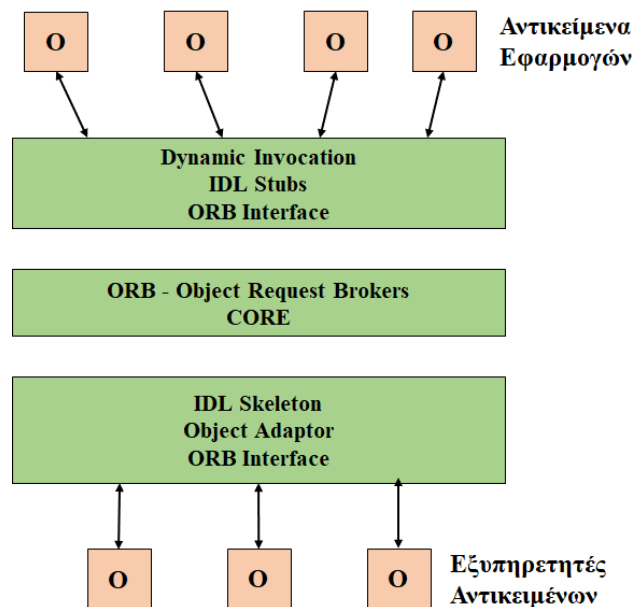 O O O O
Αντικείμενα
Εφαρμογών
Dynamic Invocation
IDL Stubs
ORB Interface
ORB - Object Request Brokers
CORE
IDL Skeleton
Object Adaptor
ORB Interface
O O O
Εξυπηρετητές
Αντικειμένων